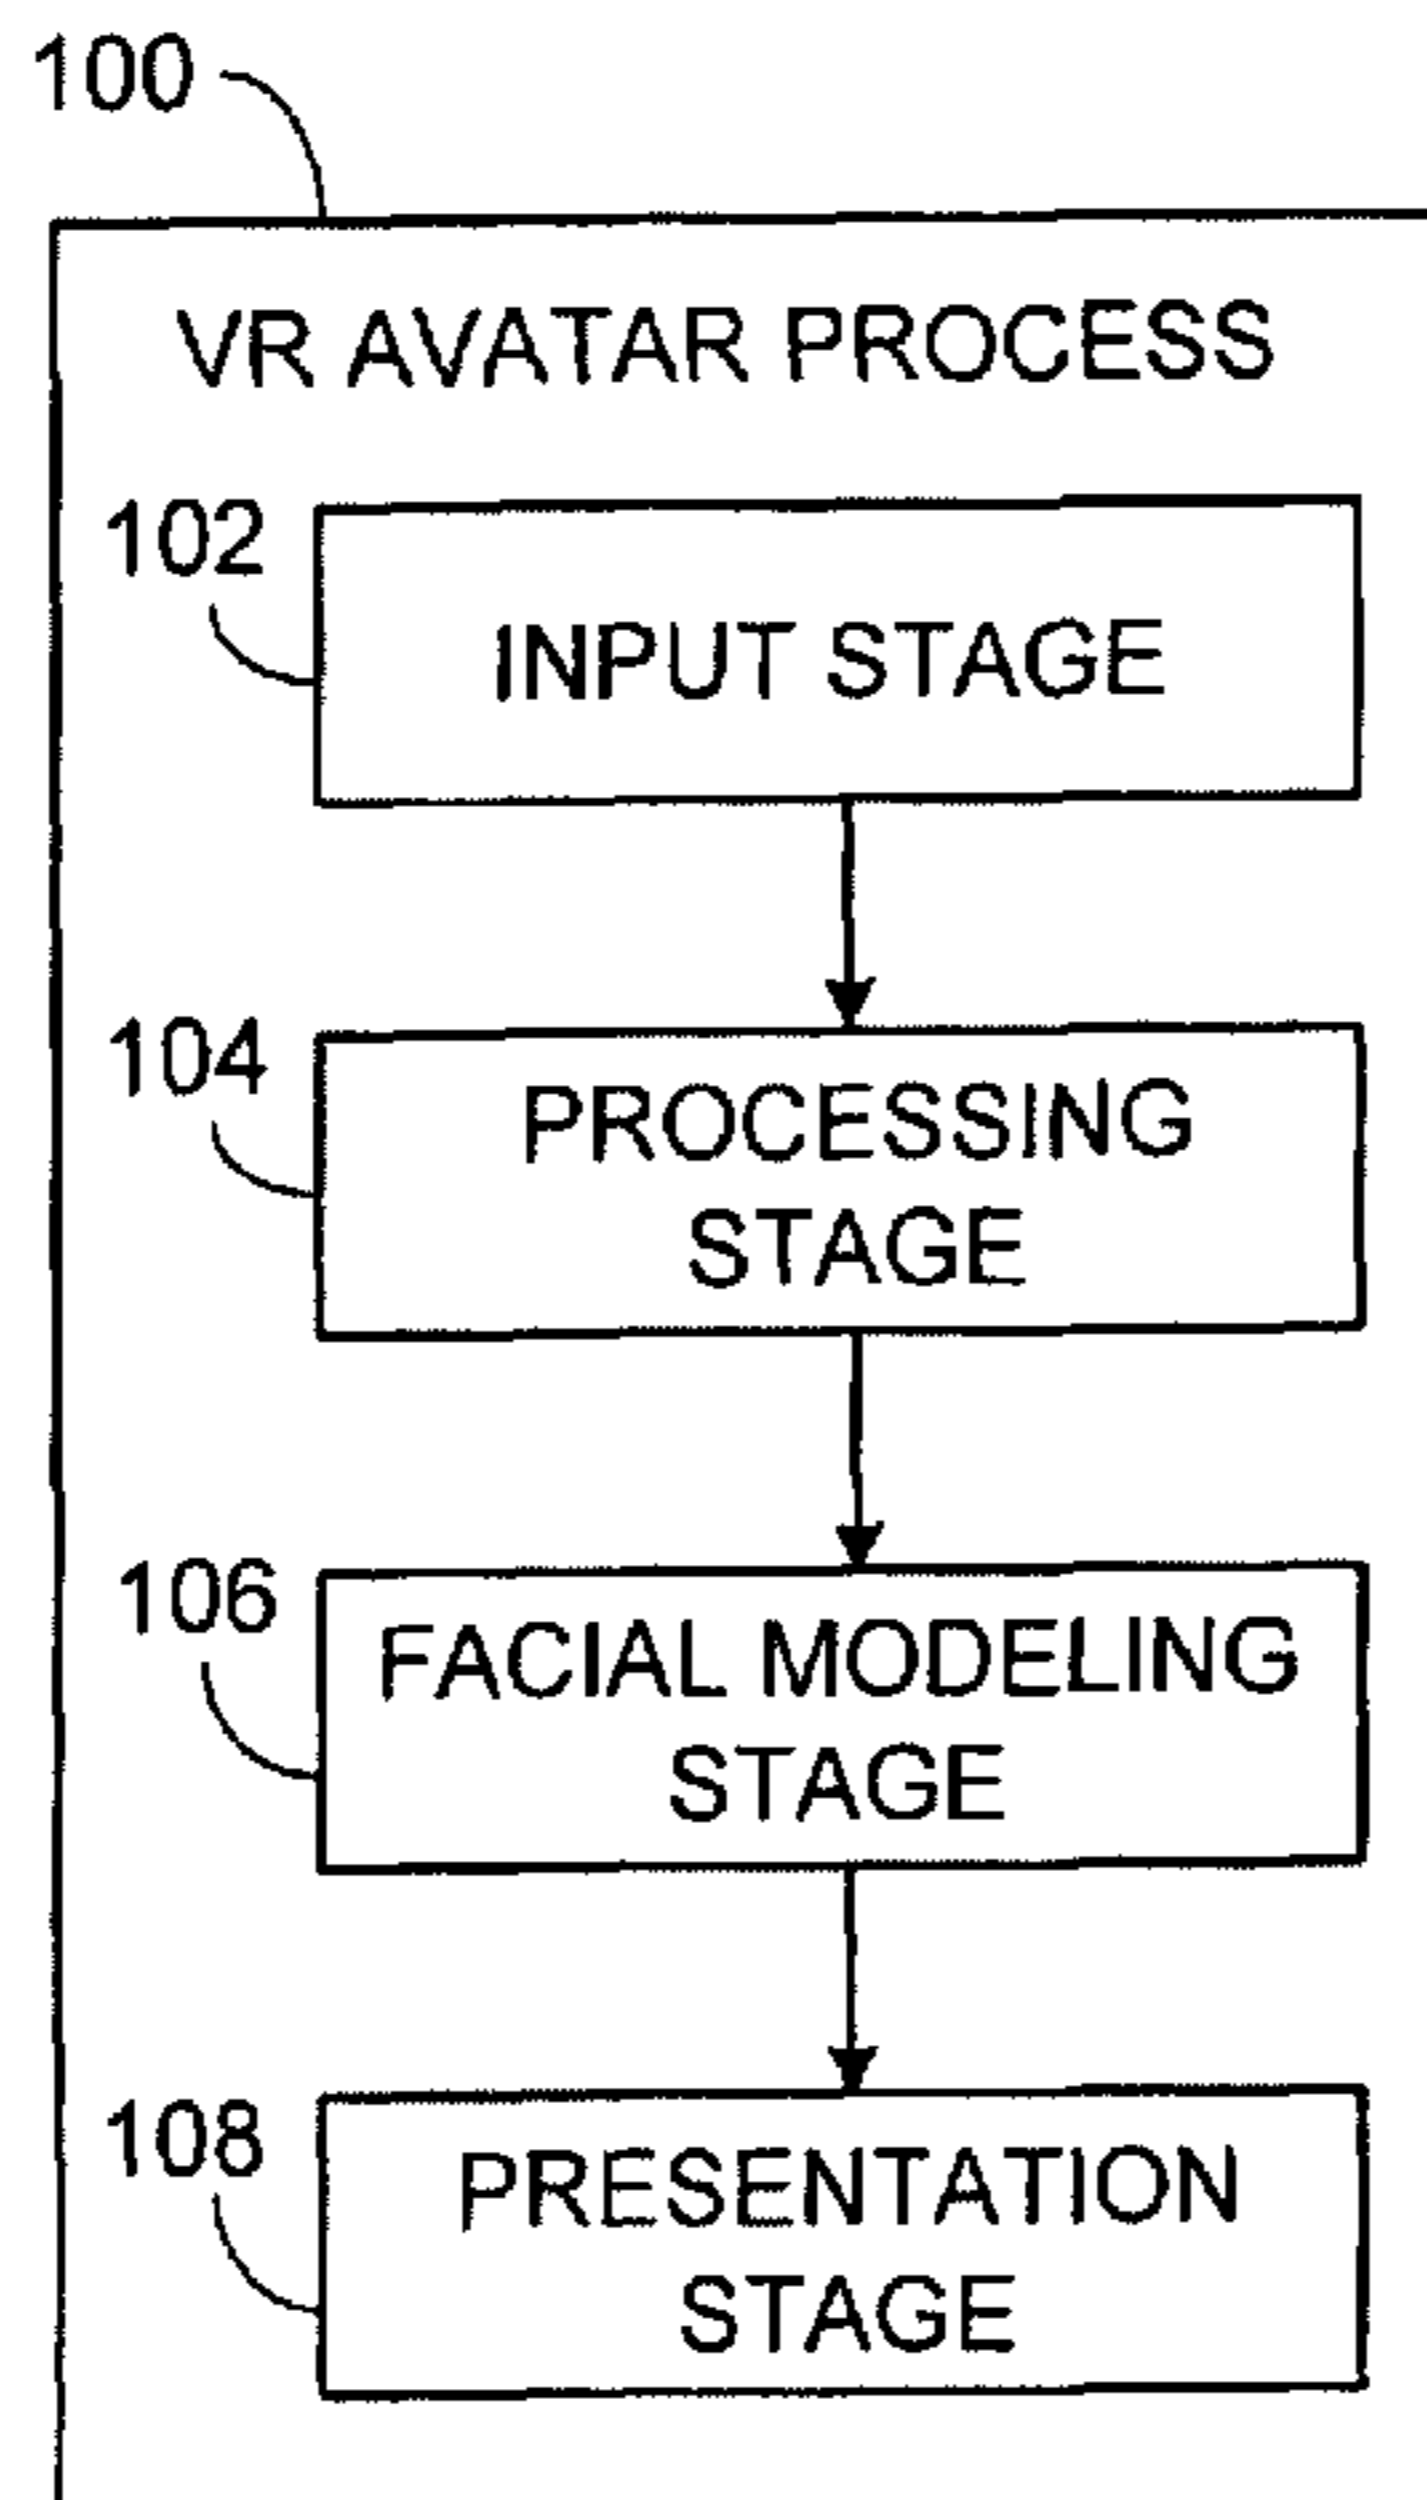 100
VR AVATAR PROCESS
102
INPUT STAGE
104
PROCESSING
STAGE
106
FACIAL MODELING
STAGE
108
PRESENTATION
STAGE